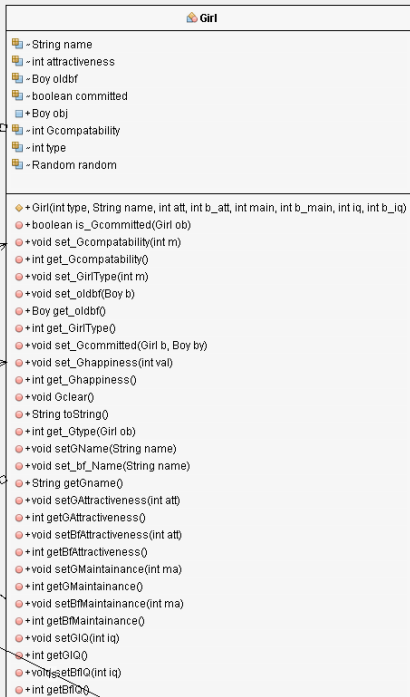 Girl
~String name
~int attractiveness
~Boy oldbf
~boolean committed
+Boy obj
~int Gcompatability
~int type
~Random random
+Girl(int type, String name, int att, int b_att, int main, int b_main, int iq, int b_iq)
+boolean is_Gcommitted(Girl ob)
+void set_Gcompatability(int m)
+int get_Gcompatability()
+void set_GirlType(int m)
+void set_oldbf(Boy b)
+Boy get_oldbf()
+int get_GirlType()
+void set_Gcommitted(Girl b, Boy by)
+void set_Ghappiness(int val)
+int get_Ghappiness()
+void Gclear()
+String toString()
+int get_Gtype(Girl ob)
+void setGName(String name)
+void set_bf_Name(String name)
+String getGname()
+void setGAttractiveness(int att)
+int getGAttractiveness()
+void setBfAttractiveness(int att)
+int getBfAttractiveness()
+void setGMaintainance(int ma)
+int getGMaintainance()
+void setBfMaintainance(int ma)
+int getBfMaintainance()
+void setGIQ(int iq)
+int getGIQ()
+void setBfIQ(int iq)
+int getBfIQ()